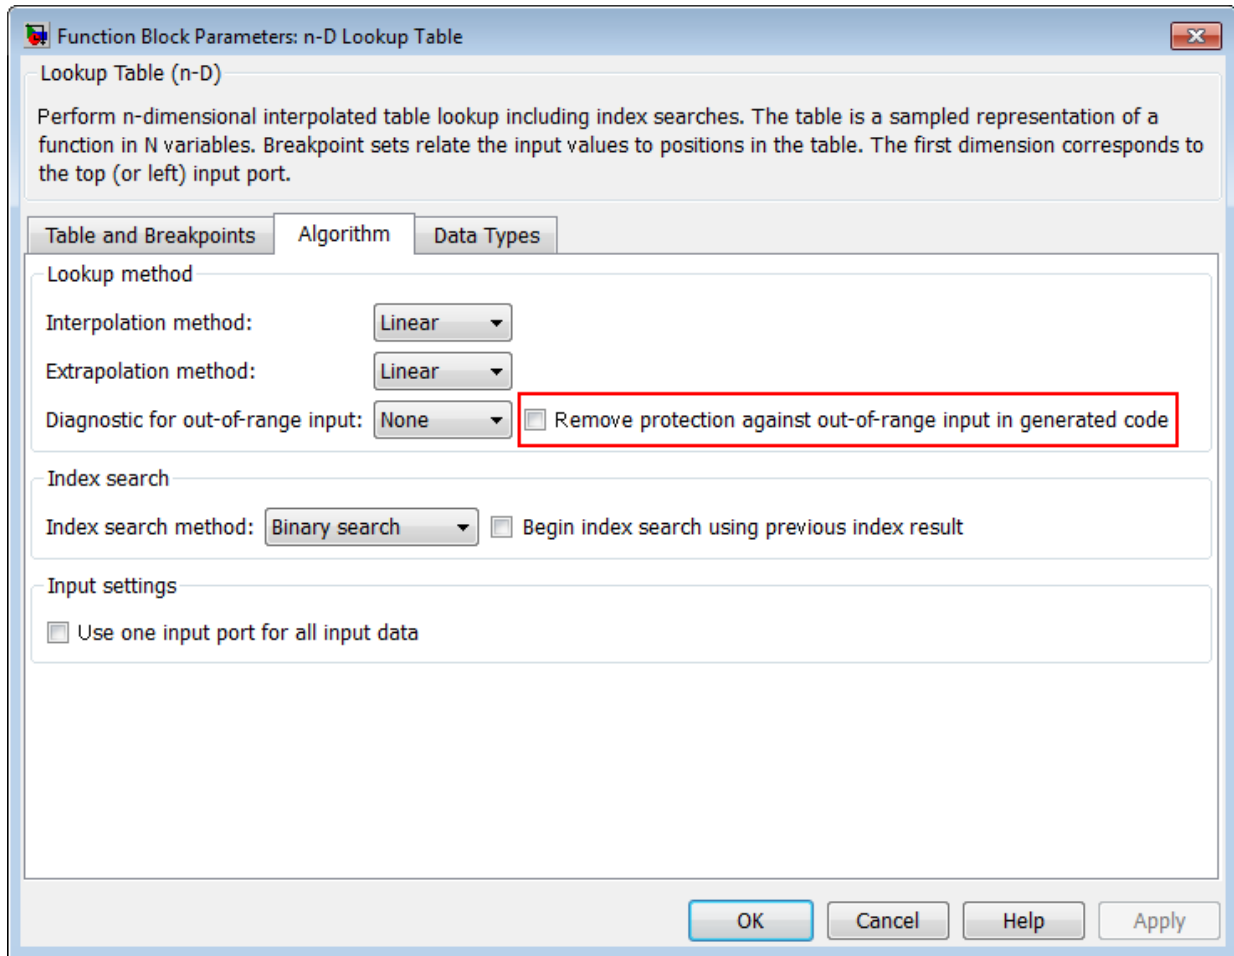 Function Block Parameters: n-D Lookup Table
Lookup Table (n-D)
Perform n-dimensional interpolated table lookup including index searches. The table is a sampled representation of a
function in N variables. Breakpoint sets relate the input values to positions in the table. The first dimension corresponds to
the top (or left) input port.
Table and Breakpoints Algorithm Data Types
Lookup method
Interpolation method: Linear
Extrapolation method: Linear
Diagnostic for out-of-range input: None Remove protection against out-of-range input in generated code
Index search
Index search method: Binary search Begin index search using previous index result
Input settings
Use one input port for all input data
OK Cancel Help Apply